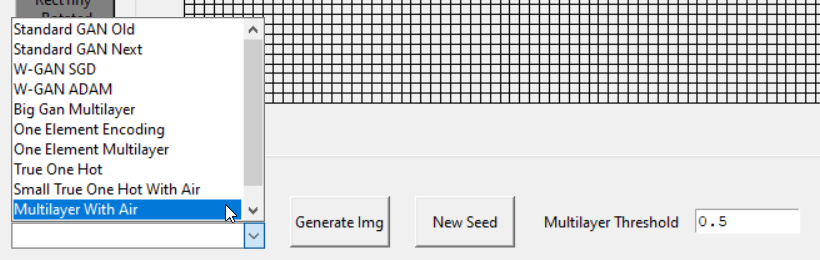 RectTiny
Rotated
Standard GAN Old
Standard GAN Next
W-GAN SGD
W-GAN ADAM
Big Gan Multilayer
One Element Encoding
One Element Multilayer
True One Hot
Small True One Hot With Air
Multilayer With Air
Generate Img
New Seed
Multilayer Threshold
0.5